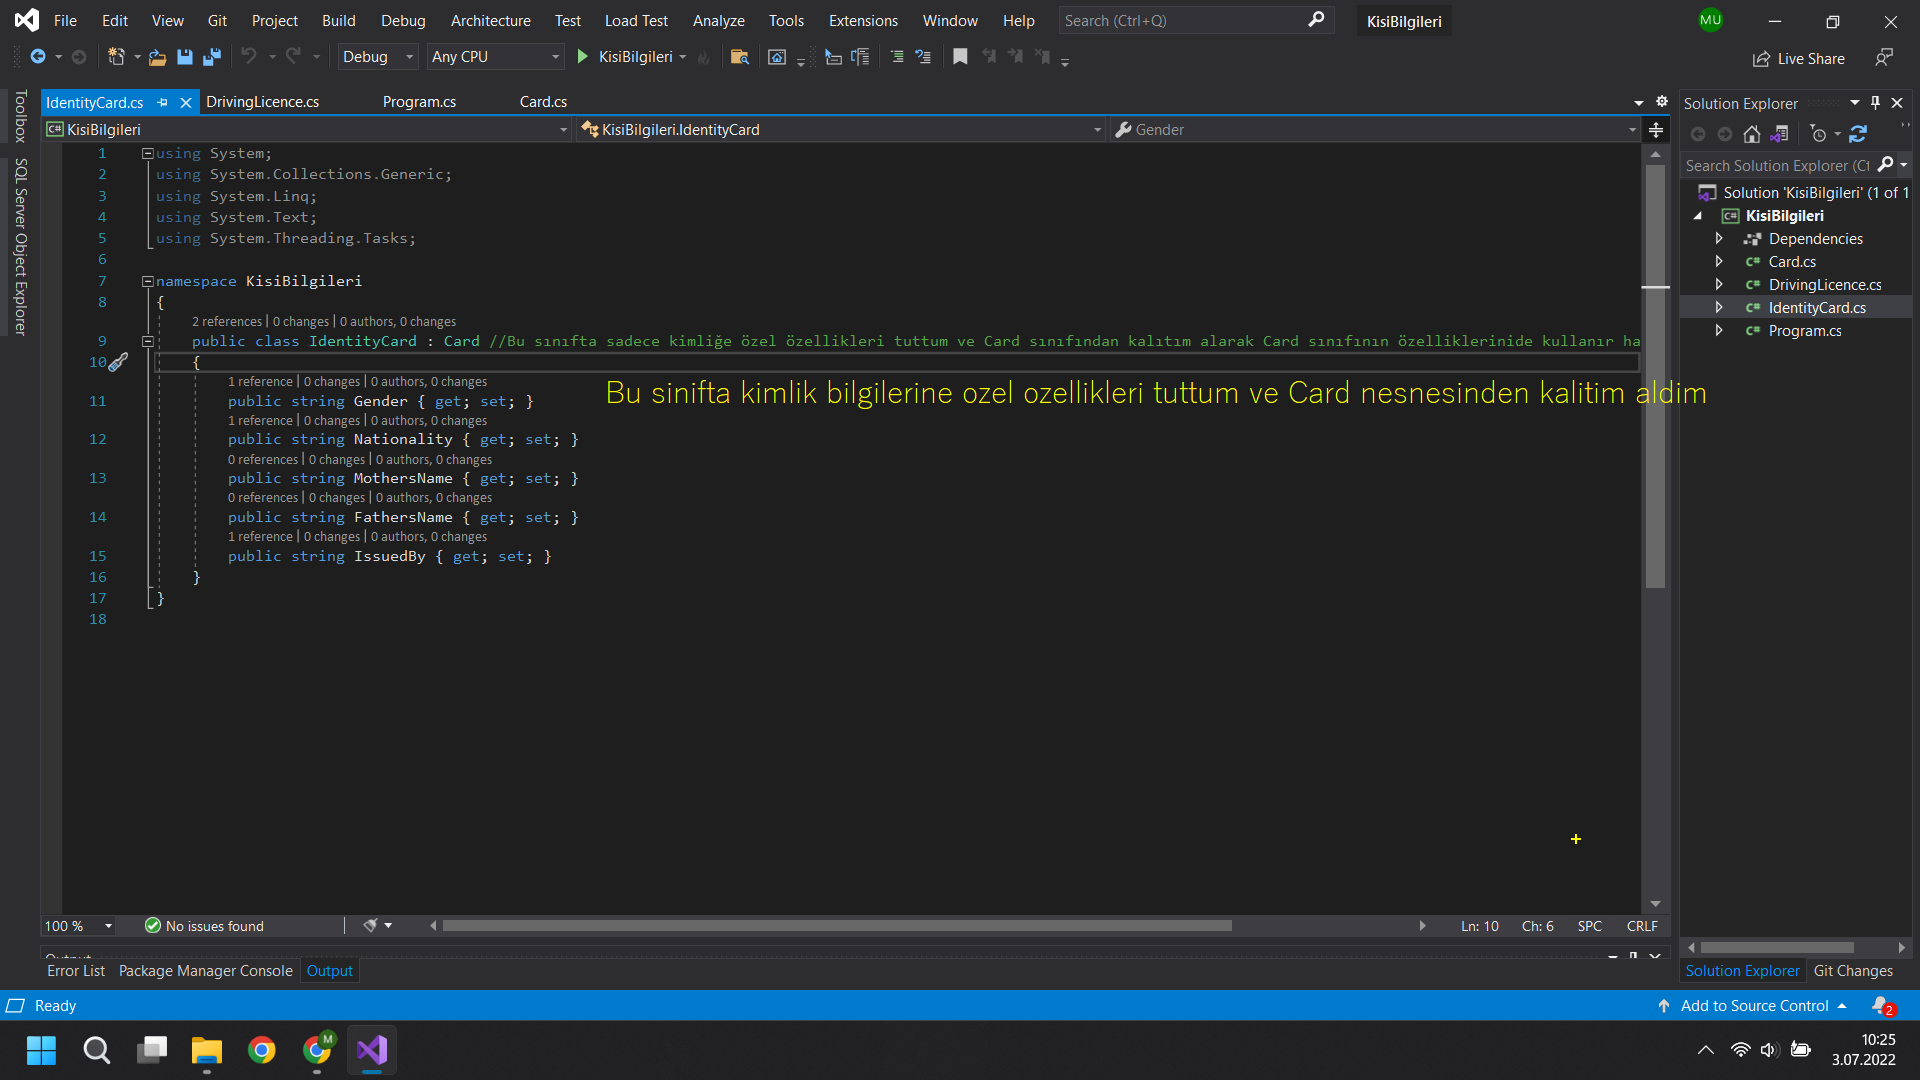 File Edit View Git Project Build Debug Architecture Test Load Test Analyze Tools Extensions Window Help Search (Ctrl+Q) KisiBilgileri MU
Debug Any CPU KisiBilgileri Live Share
Toolbox
SQL Server Object Explorer
IdentityCard.cs DrivingLicence.cs Program.cs Card.cs
KisiBilgileri KisiBilgileri.IdentityCard Gender
1 using System;
2 using System.Collections.Generic;
3 using System.Linq;
4 using System.Text;
5 using System.Threading.Tasks;
6
7 namespace KisiBilgileri
8 {
2 references | 0 changes | 0 authors, 0 changes
9 public class IdentityCard : Card //Bu sınıfta sadece kimliğe özel özellikleri tuttum ve Card sınıfından kalıtım alarak Card sınıfının özelliklerinide kullanır ha
10 {
1 reference | 0 changes | 0 authors, 0 changes
Bu sinifta kimlik bilgilerine ozel ozellikleri tuttum ve Card nesnesinden kalitim aldim
11 public string Gender { get; set; }
1 reference | 0 changes | 0 authors, 0 changes
12 public string Nationality { get; set; }
0 references | 0 changes | 0 authors, 0 changes
13 public string MothersName { get; set; }
0 references | 0 changes | 0 authors, 0 changes
14 public string FathersName { get; set; }
1 reference | 0 changes | 0 authors, 0 changes
15 public string IssuedBy { get; set; }
16 }
17 }
18
100 % No issues found Ln: 10 Ch: 6 SPC CRLF
Error List Package Manager Console Output
Solution Explorer
Search Solution Explorer (Ct
Solution 'KisiBilgileri' (1 of 1
KisiBilgileri
Dependencies
Card.cs
DrivingLicence.cs
IdentityCard.cs
Program.cs
Solution Explorer Git Changes
Ready Add to Source Control 2
M
10:25
3.07.2022